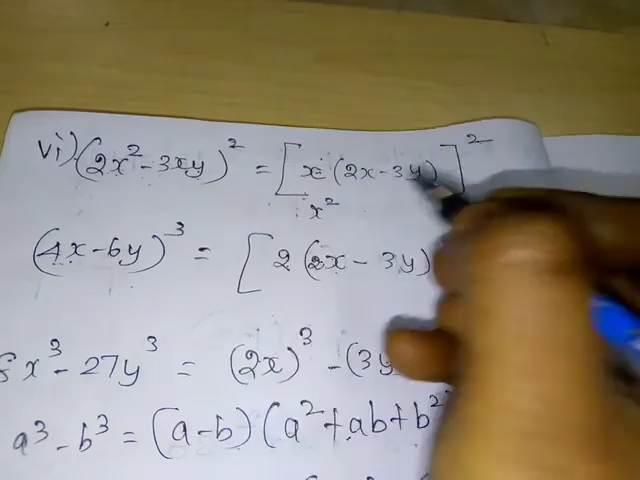 vi) (2x² - 3xy)² = [x (2x - 3y)]²
x²
(4x - 6y)³ = [2 (2x - 3y)
x³ - 27y³ = (2x)³ - (3y
a³ - b³ = (a - b) (a² + ab + b²